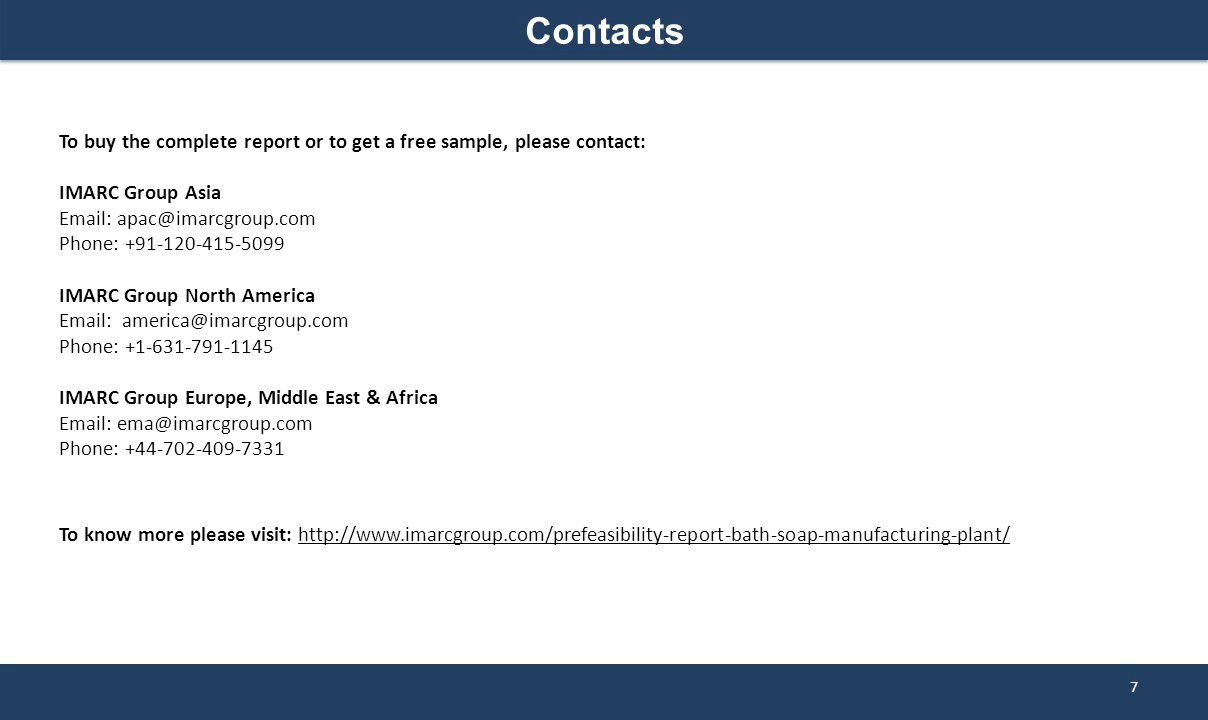 Contacts
To buy the complete report or to get a free sample, please contact:
IMARC Group Asia
Email: apac@imarcgroup.com
Phone: +91-120-415-5099
IMARC Group North America
Email:  america@imarcgroup.com
Phone: +1-631-791-1145
IMARC Group Europe, Middle East & Africa
Email: ema@imarcgroup.com
Phone: +44-702-409-7331
To know more please visit: http://www.imarcgroup.com/prefeasibility-report-bath-soap-manufacturing-plant/
7